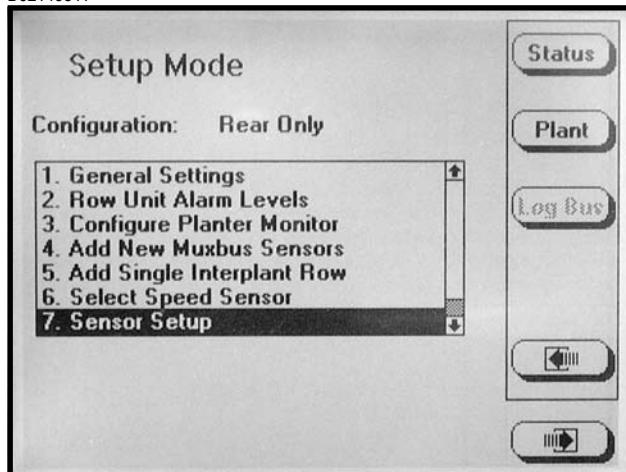 Setup Mode
Status
Configuration: Rear Only
Plant
1. General Settings
2. Row Unit Alarm Levels
3. Configure Planter Monitor
4. Add New Muxbus Sensors
5. Add Single Interplant Row
6. Select Speed Sensor
7. Sensor Setup
Log Bus